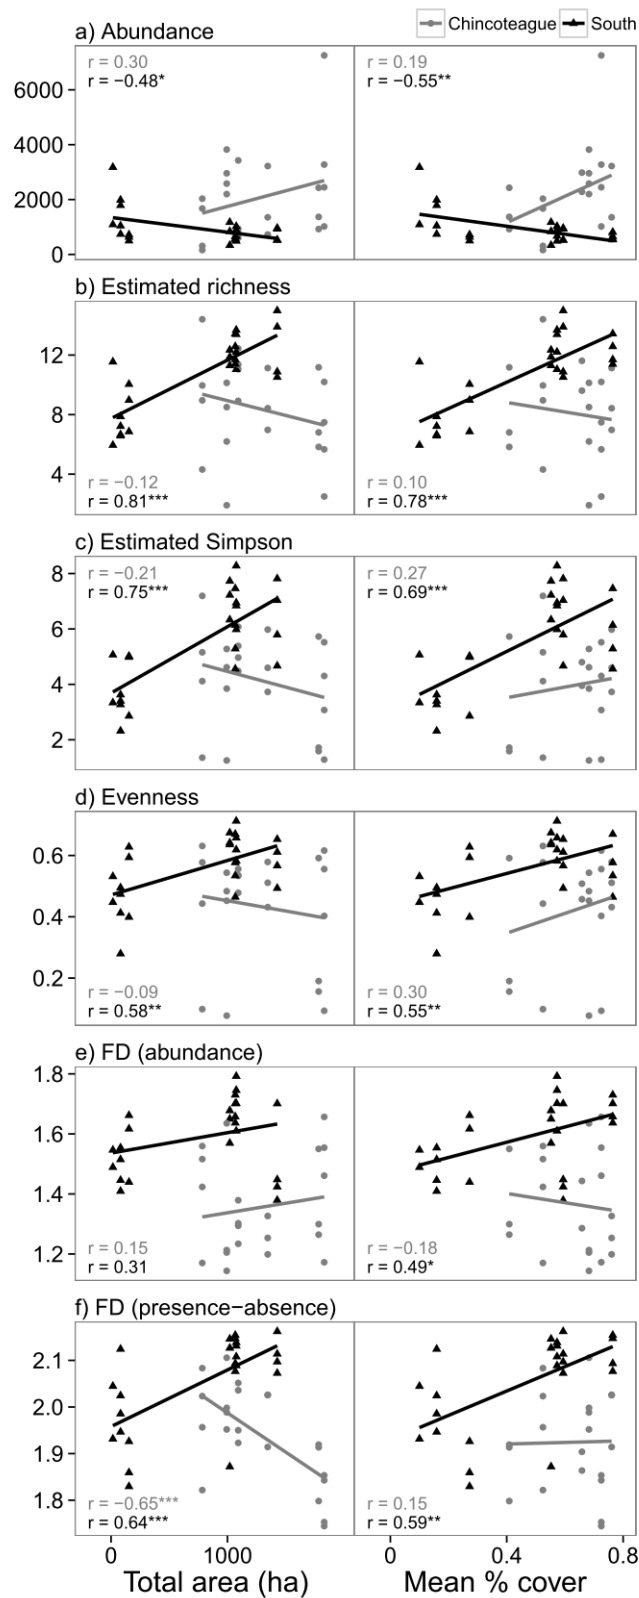 Chincoteague South
a) Abundance
r = 0.30
r = −0.48*
r = 0.19
r = −0.55**
6000
4000
2000
0
b) Estimated richness
12
8
4
r = −0.12
r = 0.81***
r = 0.10
r = 0.78***
c) Estimated Simpson
r = −0.21
r = 0.75***
r = 0.27
r = 0.69***
8
6
4
2
d) Evenness
0.6
0.4
0.2
r = −0.09
r = 0.58**
r = 0.30
r = 0.55**
e) FD (abundance)
1.8
1.6
1.4
1.2
r = 0.15
r = 0.31
r = −0.18
r = 0.49*
f) FD (presence−absence)
2.1
2.0
1.9
1.8
r = −0.65***
r = 0.64***
r = 0.15
r = 0.59**
0 1000 0 0.4 0.8
Total area (ha) Mean % cover